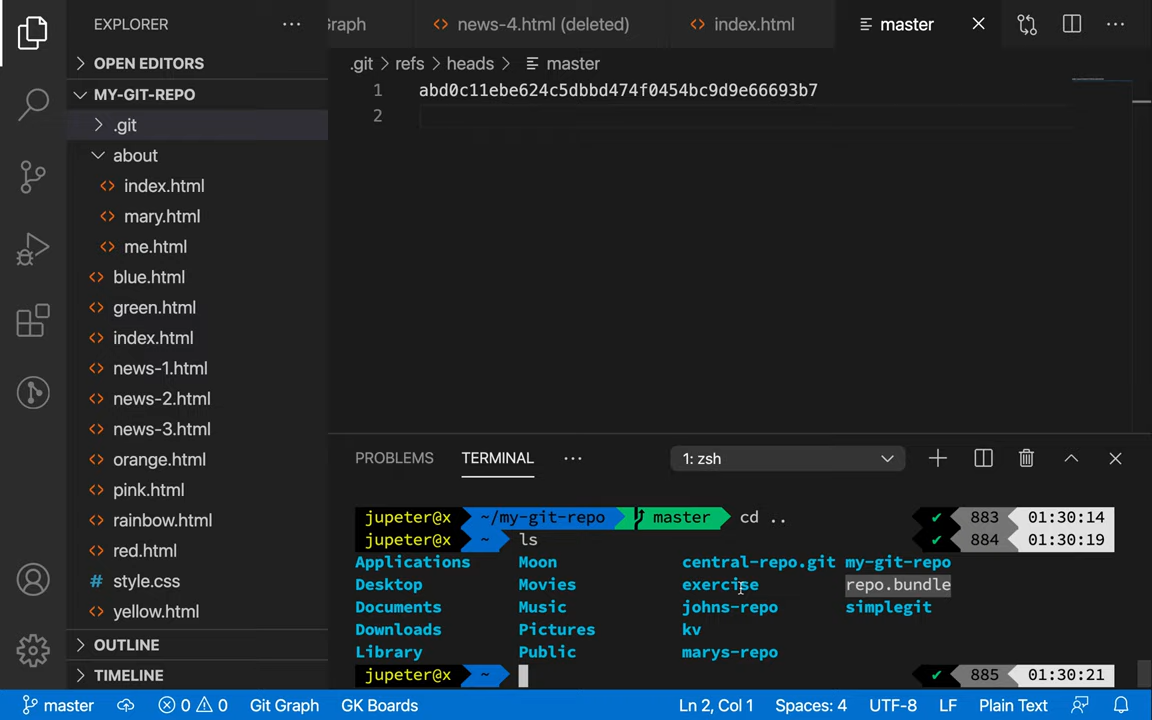 EXPLORER
Graph
news-4.html (deleted)
index.html
master
OPEN EDITORS
MY-GIT-REPO
.git
about
index.html
mary.html
me.html
blue.html
green.html
index.html
news-1.html
news-2.html
news-3.html
orange.html
pink.html
rainbow.html
red.html
style.css
yellow.html
OUTLINE
TIMELINE
.git > refs > heads > master
1 abd0c11ebe624c5dbbd474f0454bc9d9e66693b7
2
PROBLEMS TERMINAL 1: zsh
jupeter@x ~/my-git-repo master cd .. ✔ 883 01:30:14
jupeter@x ~ ls ✔ 884 01:30:19
Applications Moon central-repo.git my-git-repo
Desktop Movies exercise repo.bundle
Documents Music johns-repo simplegit
Downloads Pictures kv
Library Public marys-repo
jupeter@x ~ ✔ 885 01:30:21
master 0 0 Git Graph GK Boards Ln 2, Col 1 Spaces: 4 UTF-8 LF Plain Text